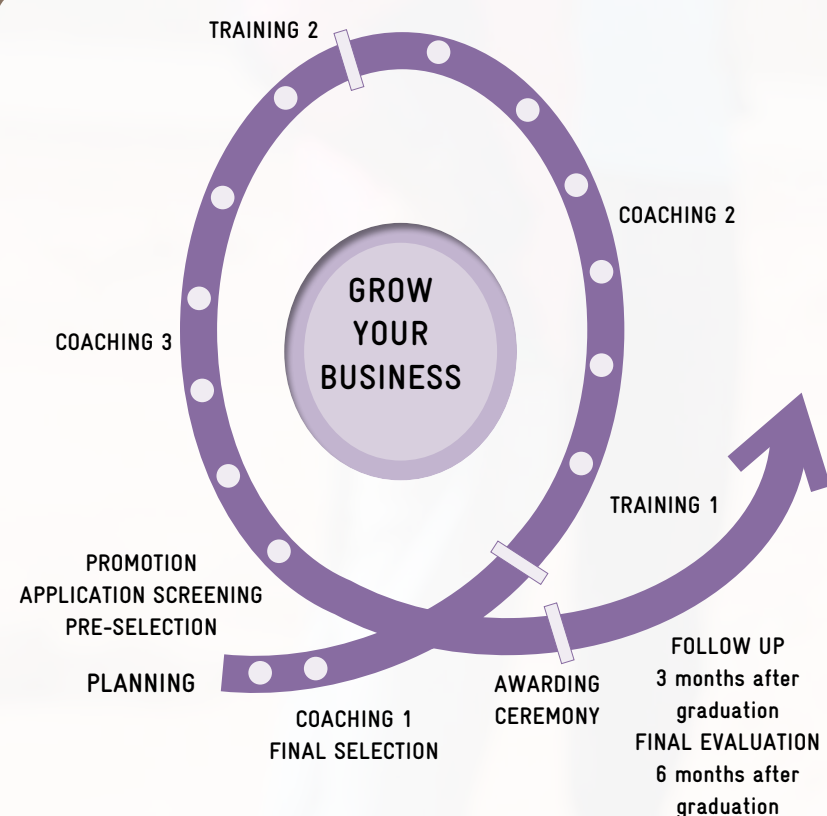 TRAINING 2
COACHING 2
GROW
YOUR
BUSINESS
COACHING 3
TRAINING 1
PROMOTION
APPLICATION SCREENING
PRE-SELECTION
PLANNING
COACHING 1
FINAL SELECTION
AWARDING
CEREMONY
FOLLOW UP
3 months after
graduation
FINAL EVALUATION
6 months after
graduation